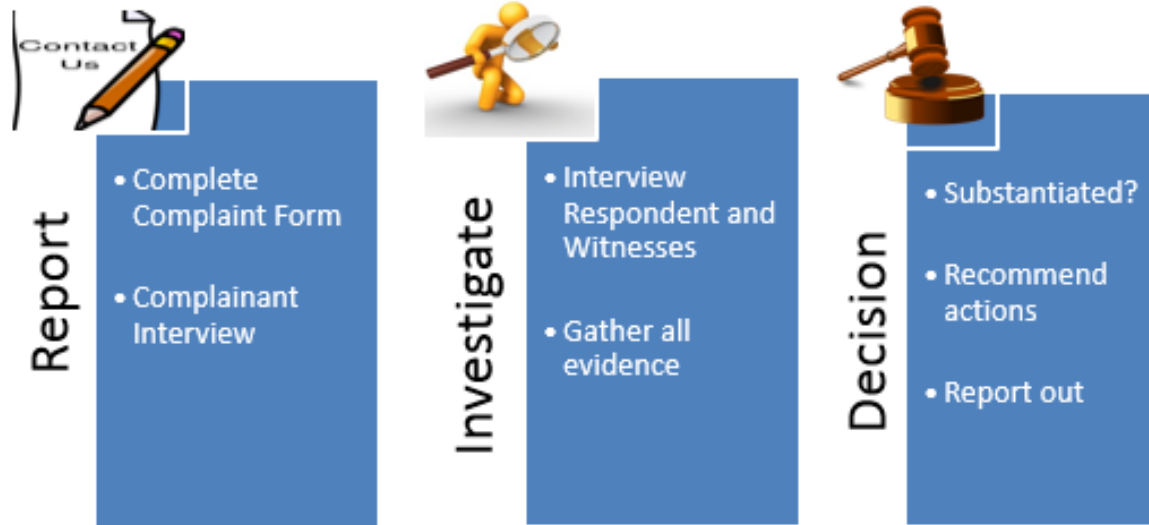 Contact
Us
Report
• Complete
Complaint Form
• Complainant
Interview
Investigate
• Interview
Respondent and
Witnesses
• Gather all
evidence
Decision
• Substantiated?
• Recommend
actions
• Report out